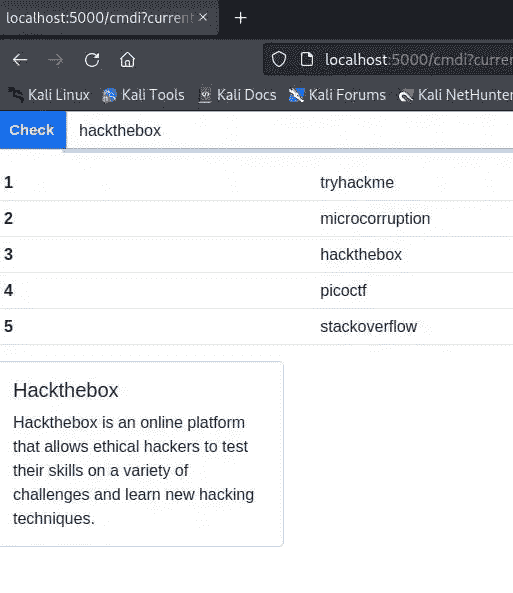 localhost:5000/cmdi?current
localhost:5000/cmdi?curre
Kali Linux Kali Tools Kali Docs Kali Forums Kali NetHunter
Check hackthebox
1 tryhackme
2 microcorruption
3 hackthebox
4 picoctf
5 stackoverflow
Hackthebox
Hackthebox is an online platform
that allows ethical hackers to test
their skills on a variety of
challenges and learn new hacking
techniques.